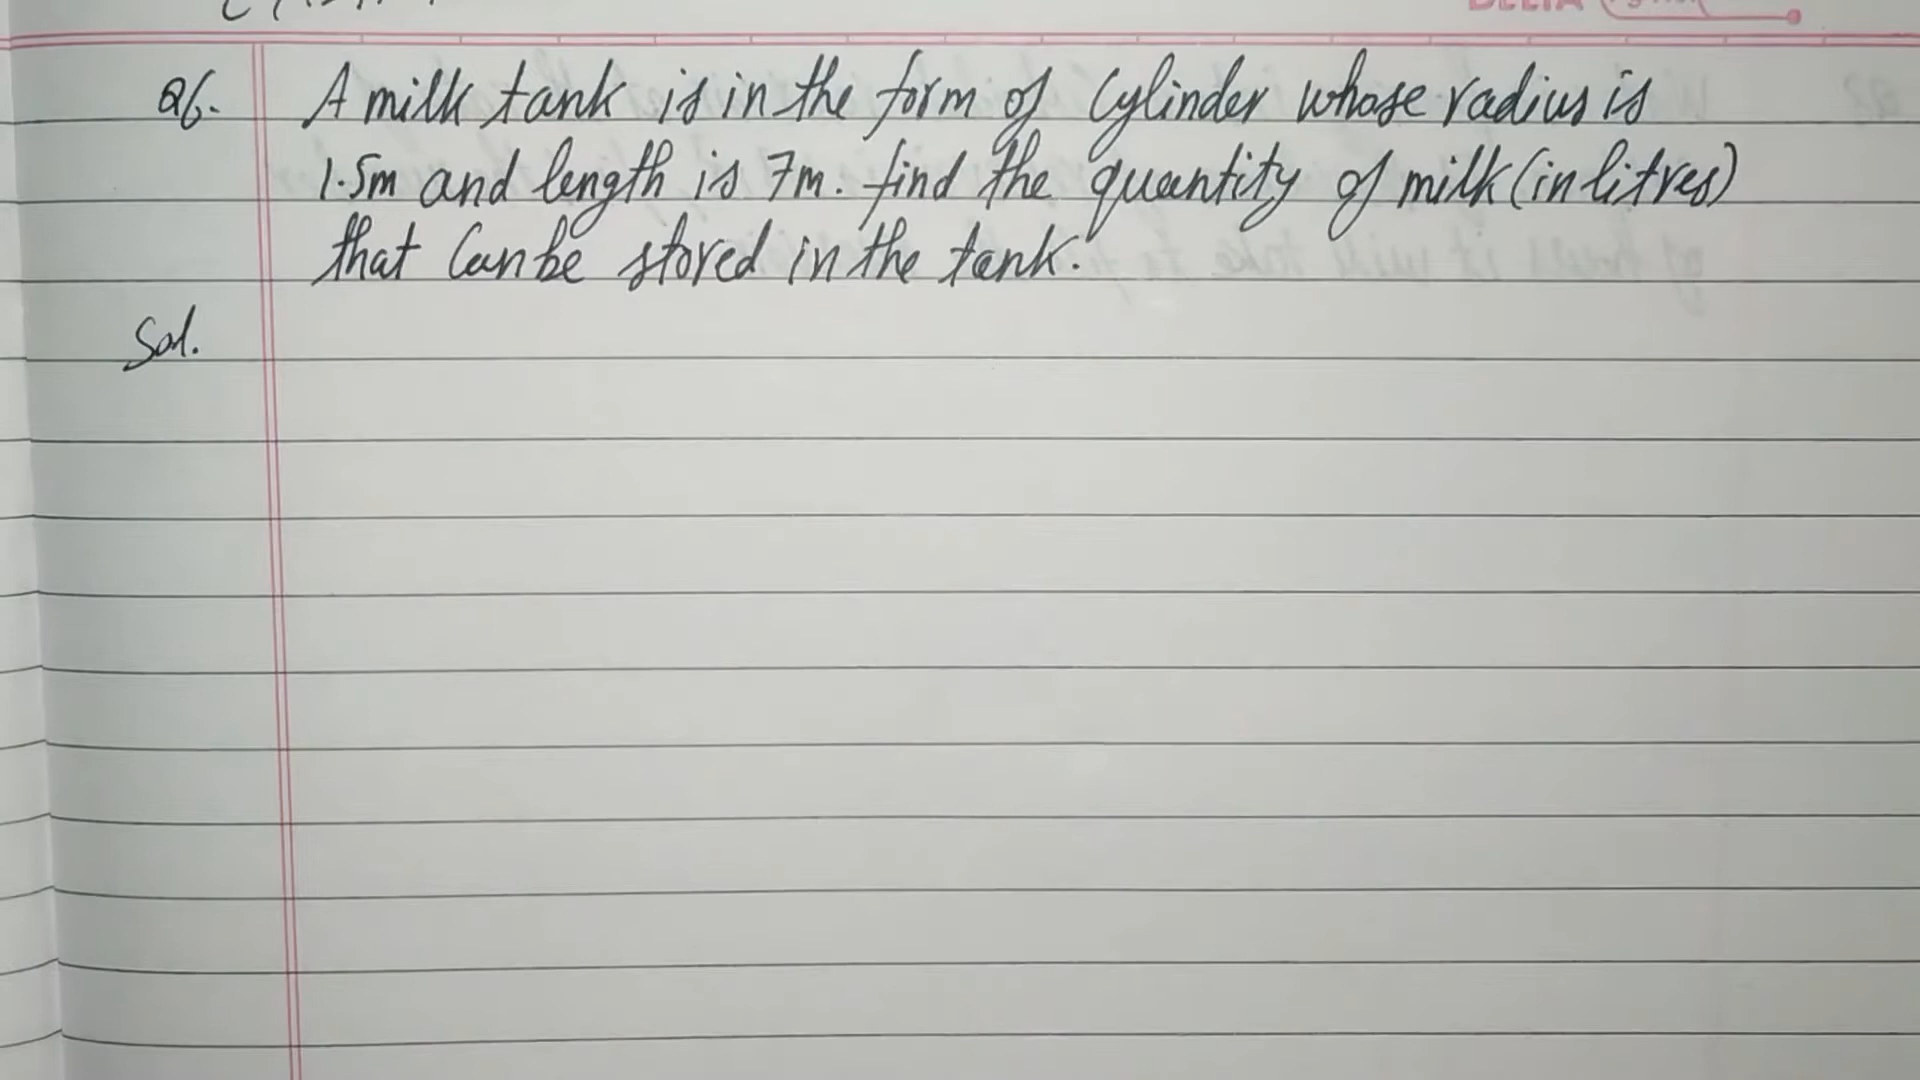 DELTA
Q6. A milk tank is in the form of Cylinder whose radius is
1.5m and length is 7m. find the quantity of milk (in litres)
that Can be stored in the tank.
Sol.